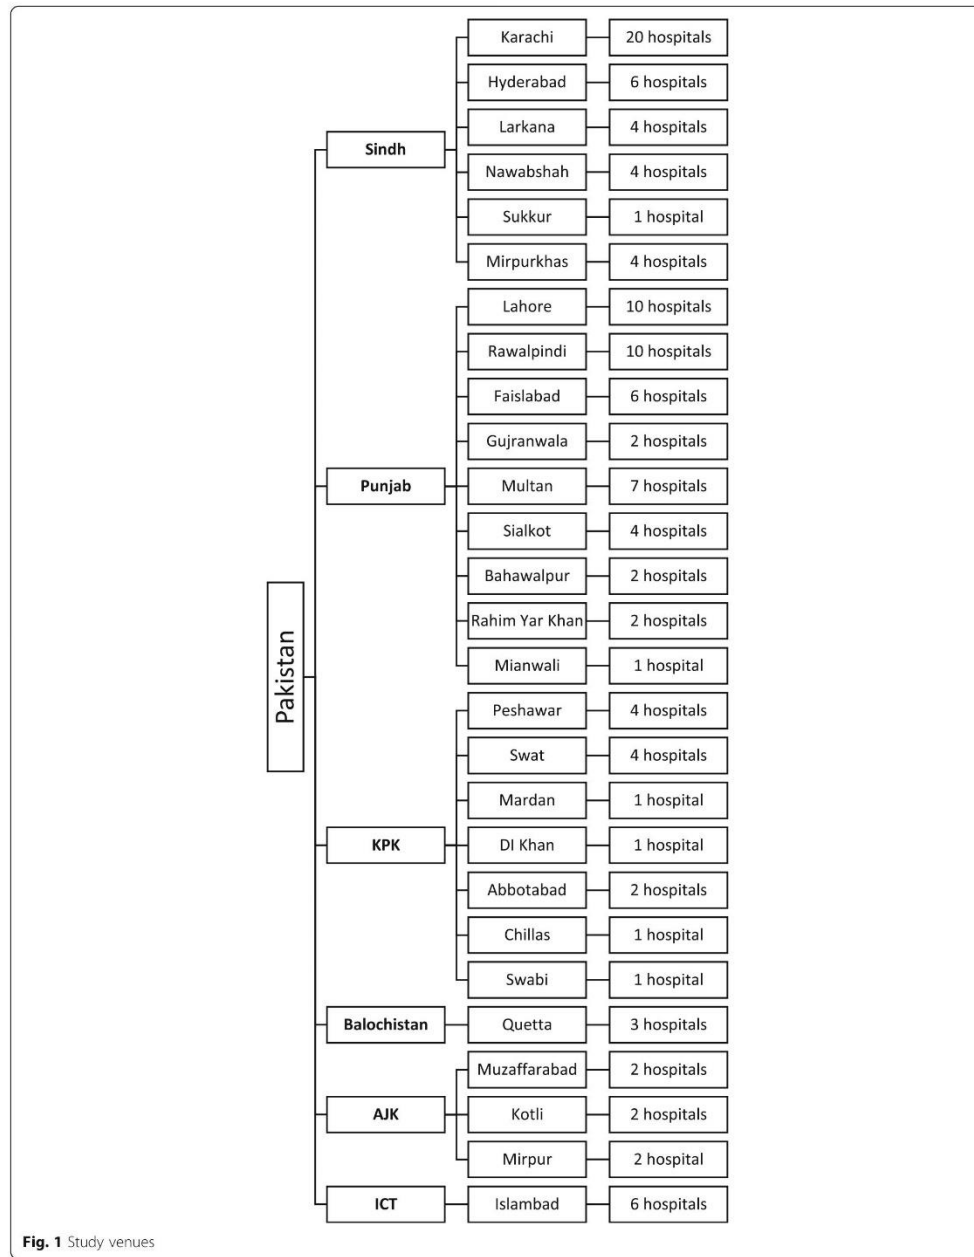 Karachi 20 hospitals
Hyderabad 6 hospitals
Larkana 4 hospitals
Sindh
Nawabshah 4 hospitals
Sukkur 1 hospital
Mirpurkhas 4 hospitals
Lahore 10 hospitals
Rawalpindi 10 hospitals
Faislabad 6 hospitals
Gujranwala 2 hospitals
Punjab Multan 7 hospitals
Sialkot 4 hospitals
Bahawalpur 2 hospitals
Rahim Yar Khan 2 hospitals
Mianwali 1 hospital
Pakistan
Peshawar 4 hospitals
Swat 4 hospitals
Mardan 1 hospital
KPK DI Khan 1 hospital
Abbotabad 2 hospitals
Chillas 1 hospital
Swabi 1 hospital
Balochistan Quetta 3 hospitals
Muzaffarabad 2 hospitals
AJK Kotli 2 hospitals
Mirpur 2 hospital
ICT Islambad 6 hospitals
Fig. 1 Study venues